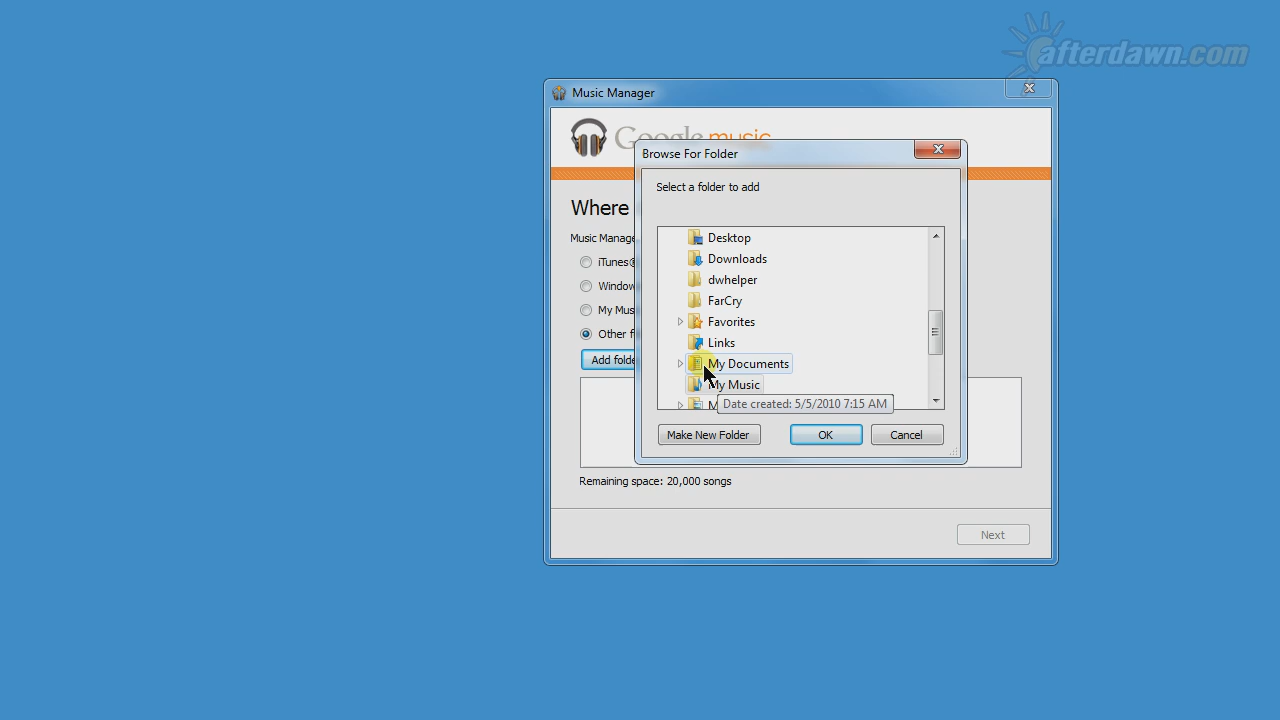 afterdawn.com
Music Manager
Google music
Browse For Folder
Select a folder to add
Where
Music Manage
iTunes®
Window
My Mus
Other f
Add folde
Desktop
Downloads
dwhelper
FarCry
Favorites
Links
My Documents
My Music
Date created: 5/5/2010 7:15 AM
Make New Folder
OK
Cancel
Remaining space: 20,000 songs
Next